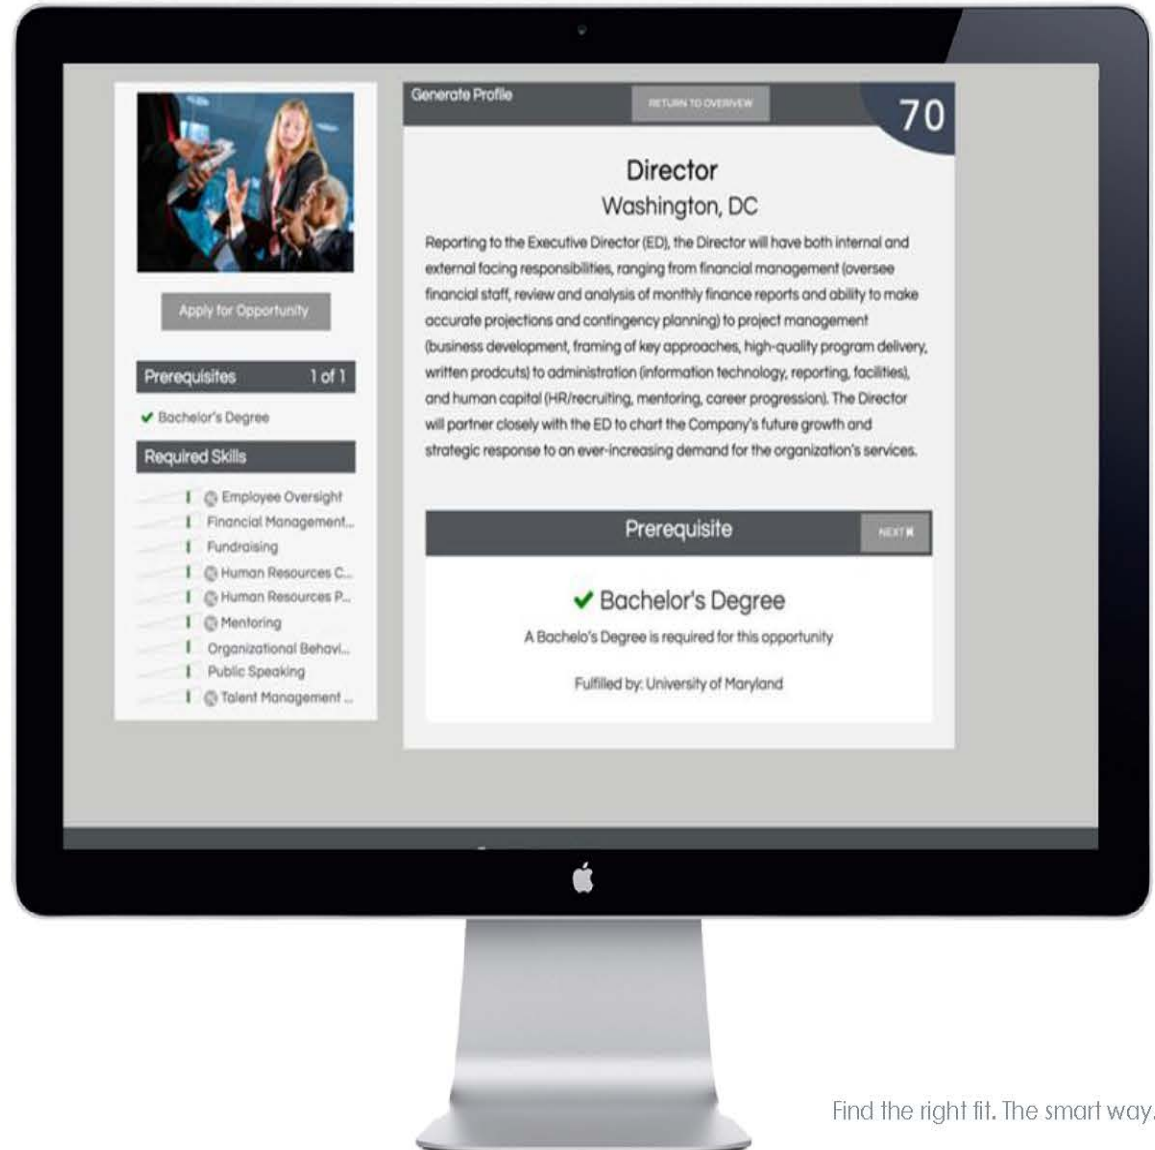 Generate Profile
RETURN TO OVERIVEW
70
Director
Washington, DC
Reporting to the Executive Director (ED), the Director will have both internal and
external facing responsibilities, ranging from financial management (oversee
financial staff, review and analysis of monthly finance reports and ability to make
accurate projections and contingency planning) to project management
(business development, framing of key approaches, high-quality program delivery,
written prodcuts) to administration (information technology, reporting, facilities),
and human capital (HR/recruiting, mentoring, career progression). The Director
will partner closely with the ED to chart the Company's future growth and
strategic response to an ever-increasing demand for the organization's services.
Apply for Opportunity
Prerequisites 1 of 1
Bachelor's Degree
Required Skills
Employee Oversight
Financial Management...
Fundraising
Human Resources C...
Human Resources P...
Mentoring
Organizational Behavi...
Public Speaking
Talent Management ...
Prerequisite
NEXT
Bachelor's Degree
A Bachelo's Degree is required for this opportunity
Fulfilled by: University of Maryland
Find the right fit. The smart way.